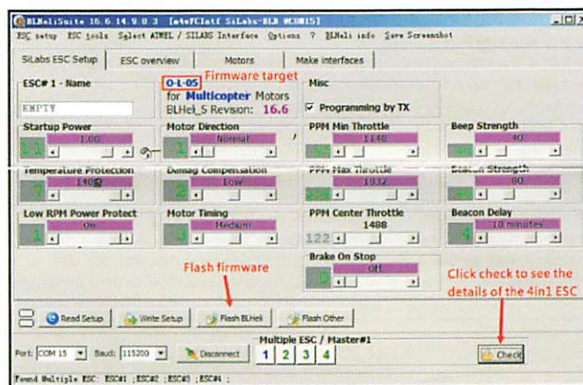 BLHeliSuite 16.6.14.9.0.3 [m4wFCIntf SiLabs-BLB @COM15]
ESC setup ESC tools Select ATMEL / SILABS Interface Options ? BLHeli info Save Screenshot
SiLabs ESC Setup ESC overview Motors Make interfaces
ESC# 1 - Name O-L-05 Firmware target Misc
for Multicopter Motors
EMPTY BLHeli_S Revision: 16.6 Programming by TX
Startup Power Motor Direction PPM Min Throttle Beep Strength
1.00 Normal 1148 40
Temperature Protection Demag Compensation PPM Max Throttle Beacon Strength
140 Low 1832 80
Low RPM Power Protect Motor Timing PPM Center Throttle Beacon Delay
On Medium 1488 10 minutes
122
Brake On Stop
Off
Flash firmware Click check to see the
details of the 4in1 ESC
Read Setup Write Setup Flash BLHeli Flash Other
Multiple ESC / Master#1
Port: COM 15 Baud: 115200 Disconnect 1 2 3 4 Check
Found Multiple ESC: ESC#1 ;ESC#2 ;ESC#3 ;ESC#4 ;